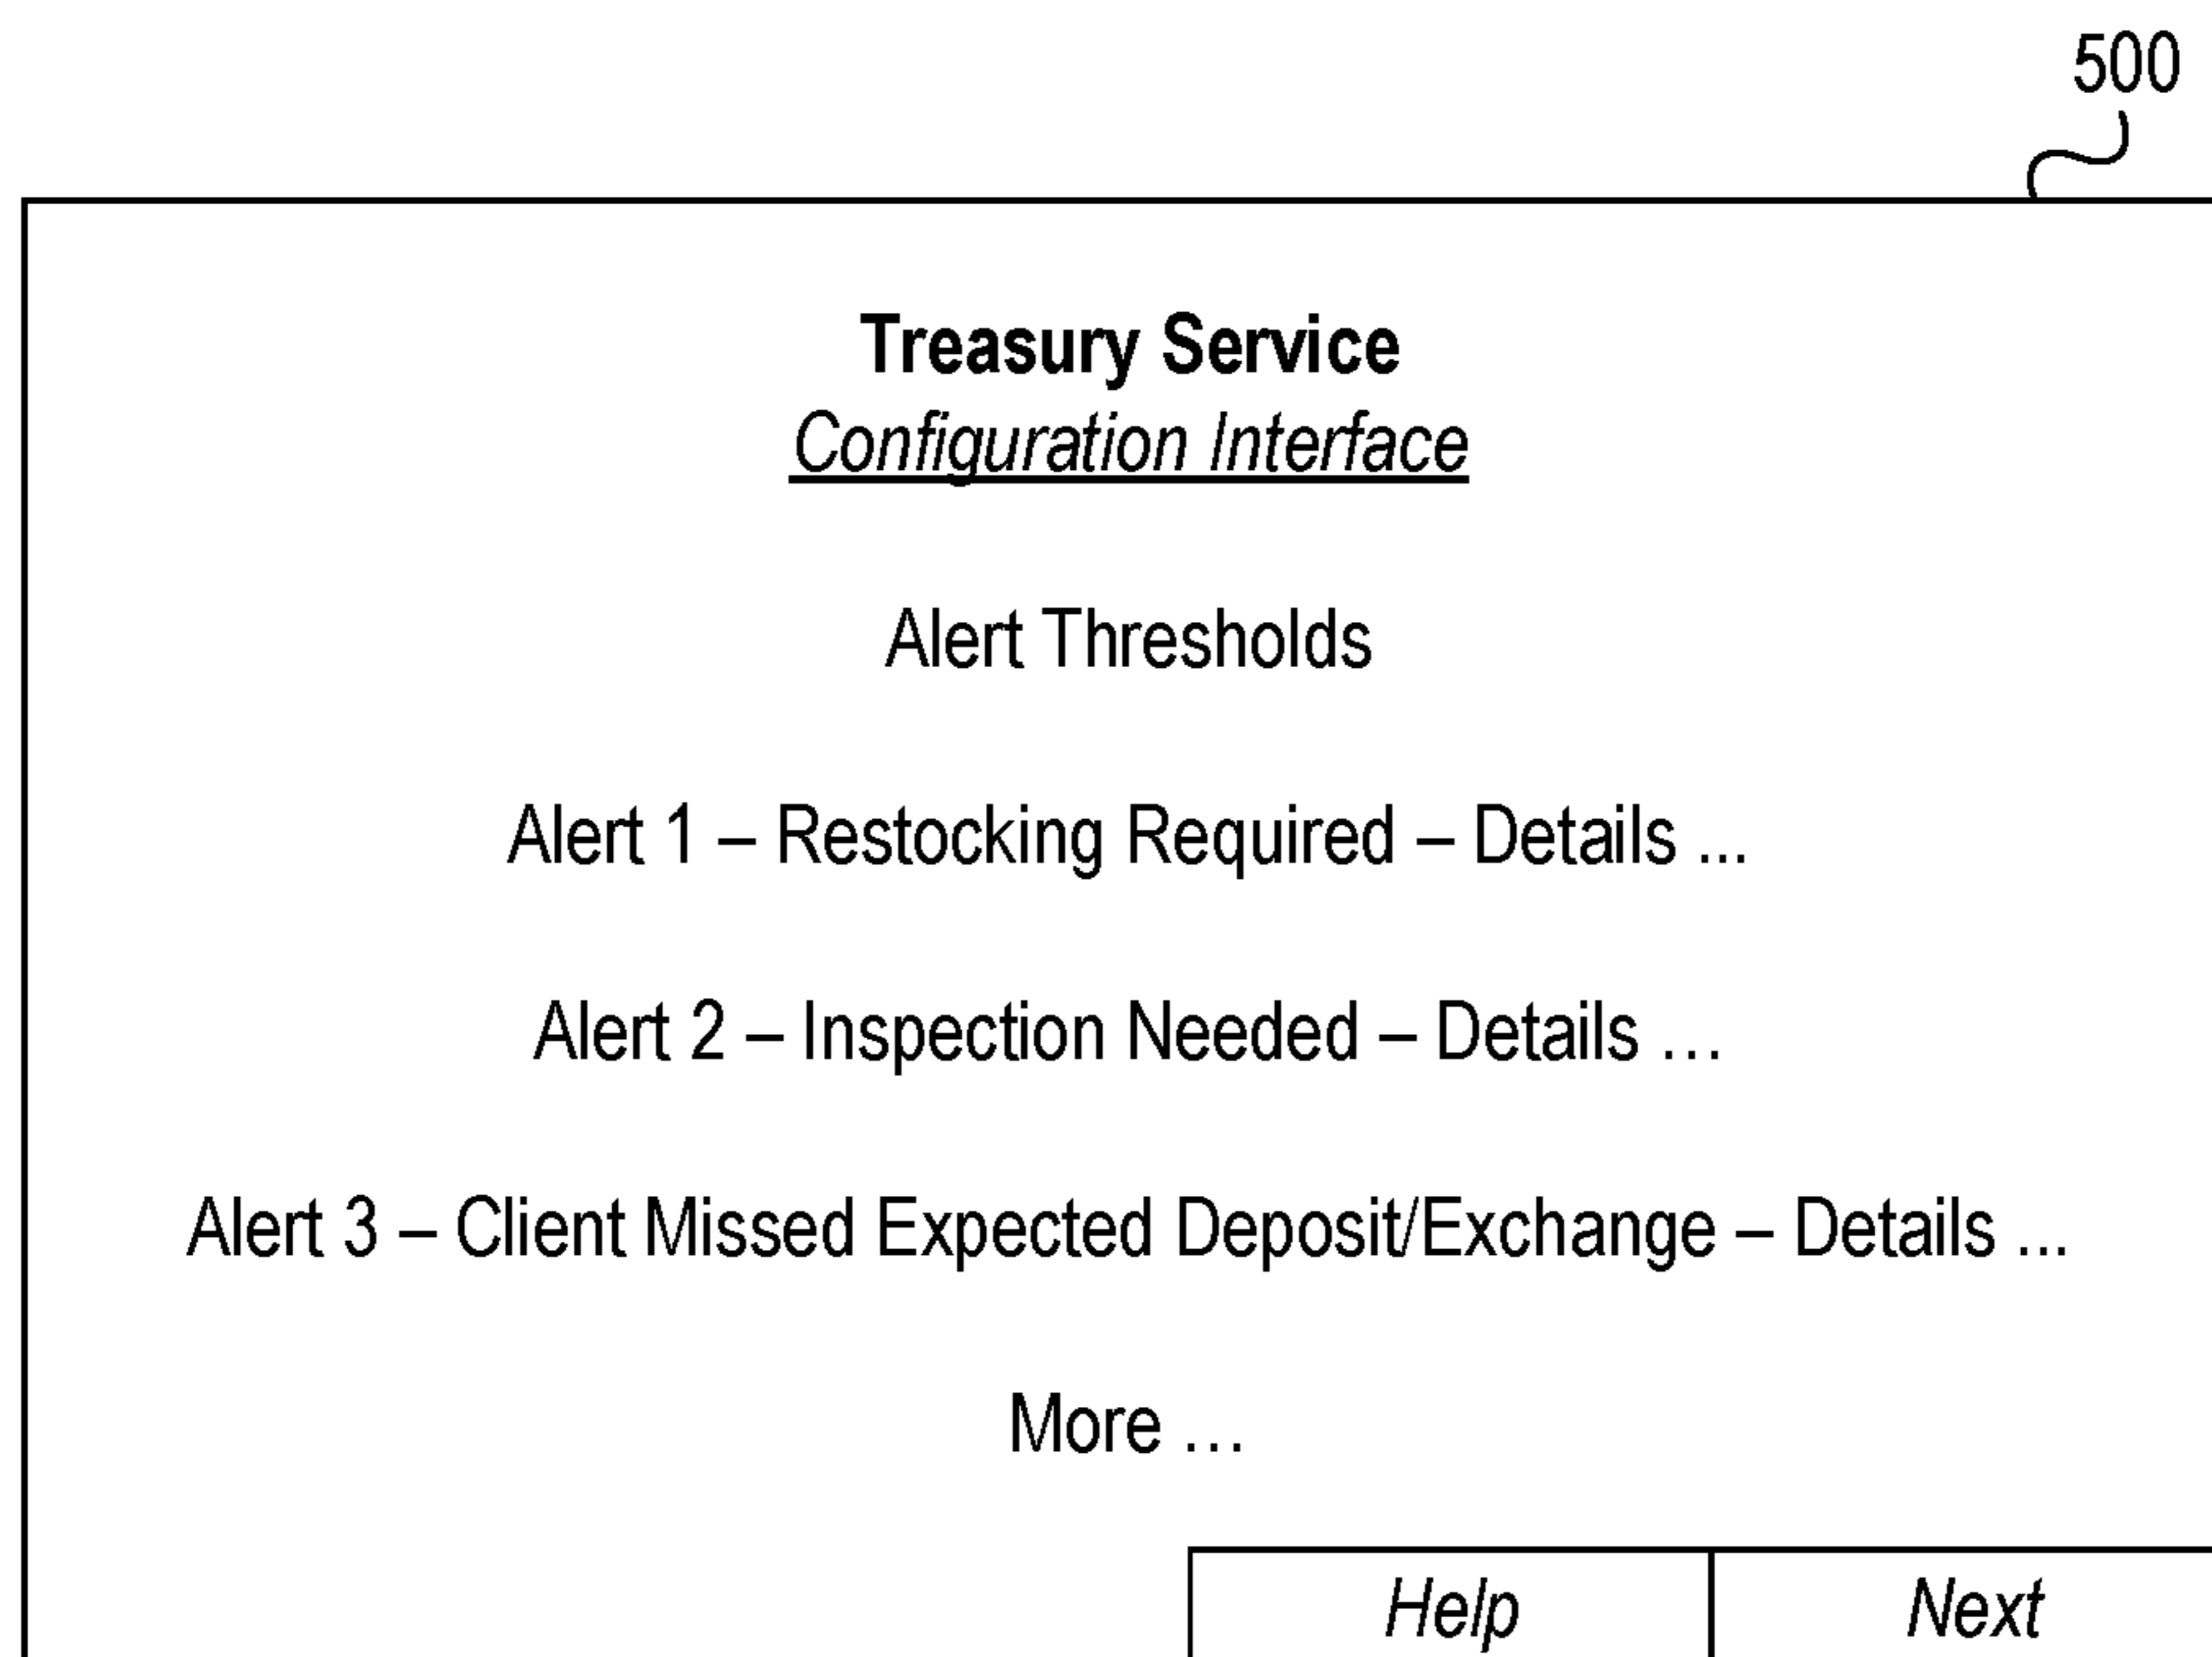 500
Treasury Service
Configuration Interface
Alert Thresholds
Alert 1 – Restocking Required – Details ...
Alert 2 – Inspection Needed – Details …
Alert 3 – Client Missed Expected Deposit/Exchange – Details ...
More …
Help Next